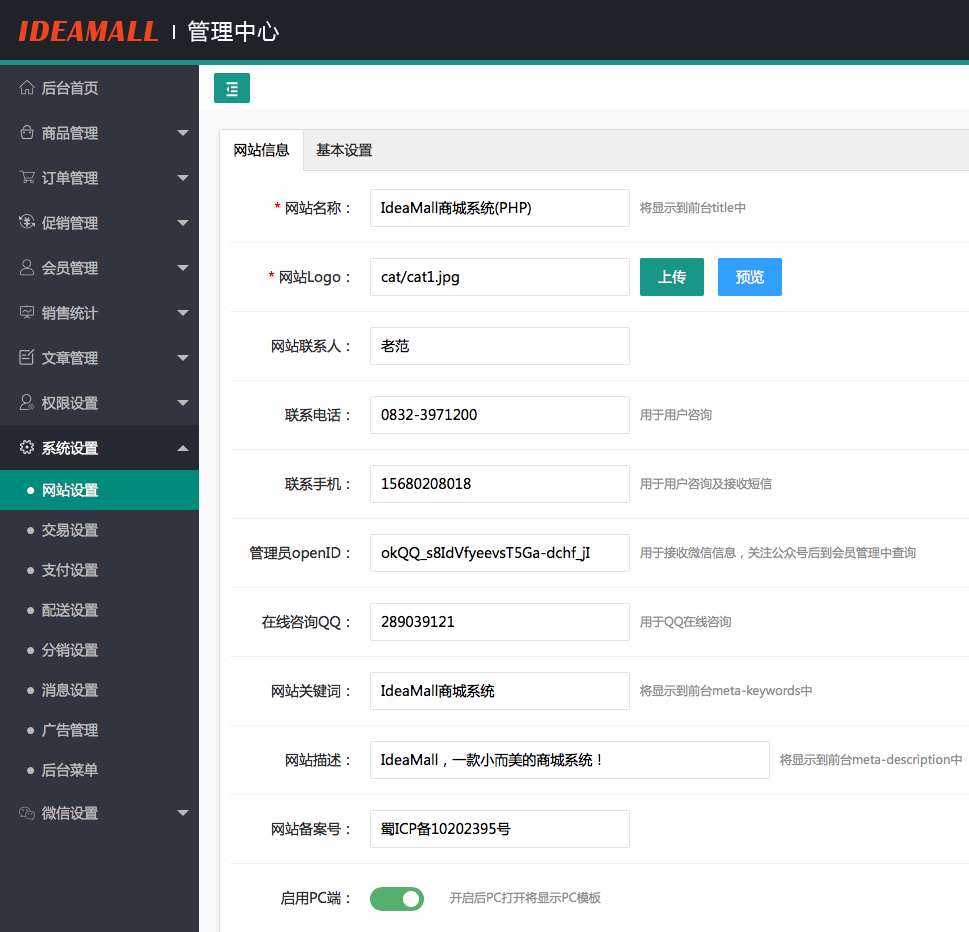 IDEAMALL | 管理中心
后台首页
商品管理
订单管理
促销管理
会员管理
销售统计
文章管理
权限设置
系统设置
网站设置
交易设置
支付设置
配送设置
分销设置
消息设置
广告管理
后台菜单
微信设置
网站信息 基本设置
* 网站名称： IdeaMall商城系统(PHP) 将显示到前台title中
* 网站Logo： cat/cat1.jpg 上传 预览
网站联系人： 老范
联系电话： 0832-3971200 用于用户咨询
联系手机： 15680208018 用于用户咨询及接收短信
管理员openID： okQQ_s8IdVfyeevsT5Ga-dchf_jI 用于接收微信信息，关注公众号后到会员管理中查询
在线咨询QQ： 289039121 用于QQ在线咨询
网站关键词： IdeaMall商城系统 将显示到前台meta-keywords中
网站描述： IdeaMall，一款小而美的商城系统！ 将显示到前台meta-description中
网站备案号： 蜀ICP备10202395号
启用PC端： 开启后PC打开将显示PC模板